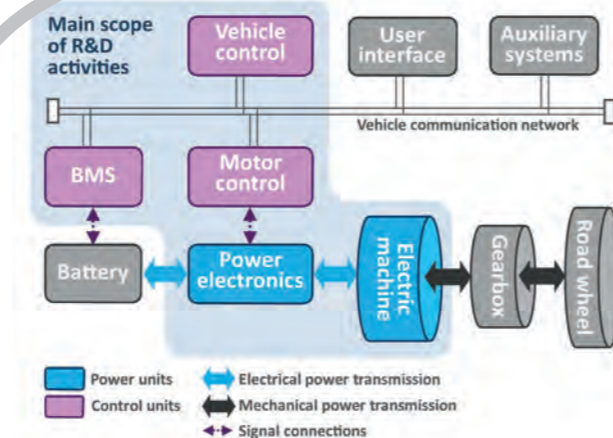 Main scope
of R&D
activities
Vehicle
control
User
interface
Auxiliary
systems
Vehicle communication network
BMS
Motor
control
Battery
Power
electronics
Electric
machine
Gearbox
Road wheel
Power units
Electrical power transmission
Control units
Mechanical power transmission
Signal connections